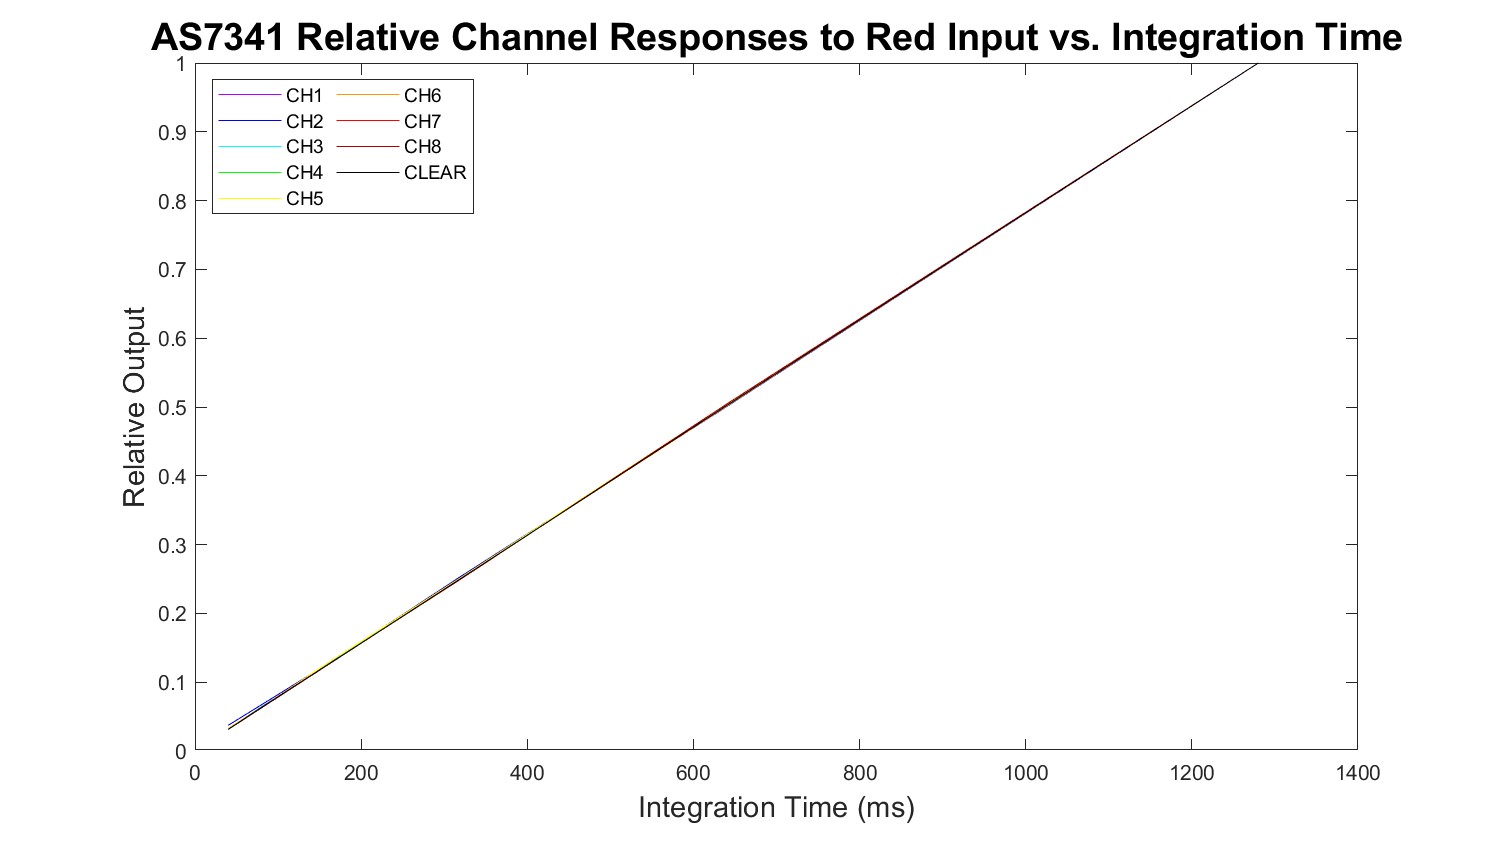 AS7341 Relative Channel Responses to Red Input vs. Integration Time
1
0.9
0.8
0.7
0.6
0.5
0.4
0.3
0.2
0.1
0
CH1
CH2
CH3
CH4
CH5
CH6
CH7
CH8
CLEAR
Relative Output
0 200 400 600 800 1000 1200 1400
Integration Time (ms)